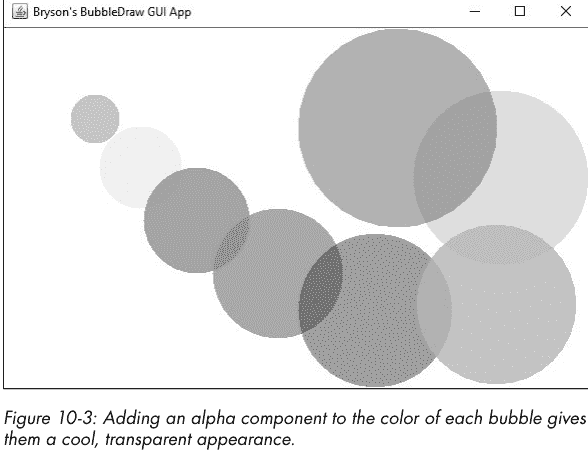 Bryson's BubbleDraw GUI App
Figure 10-3: Adding an alpha component to the color of each bubble gives
them a cool, transparent appearance.